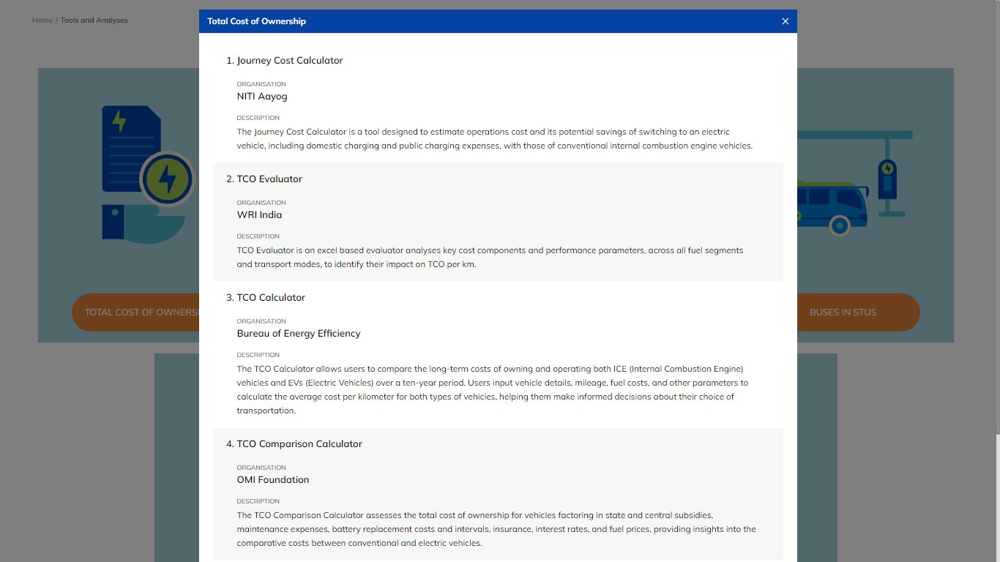 Home / Tools and Analyses
Total Cost of Ownership
1. Journey Cost Calculator
ORGANISATION
NITI Aayog
DESCRIPTION
The Journey Cost Calculator is a tool designed to estimate operations cost and its potential savings of switching to an electric
vehicle, including domestic charging and public charging expenses, with those of conventional internal combustion engine vehicles.
2. TCO Evaluator
ORGANISATION
WRI India
DESCRIPTION
TCO Evaluator is an excel based evaluator analyses key cost components and performance parameters, across all fuel segments
and transport modes, to identify their impact on TCO per km.
3. TCO Calculator
ORGANISATION
Bureau of Energy Efficiency
DESCRIPTION
The TCO Calculator allows users to compare the long-term costs of owning and operating both ICE (Internal Combustion Engine)
vehicles and EVs (Electric Vehicles) over a ten-year period. Users input vehicle details, mileage, fuel costs, and other parameters to
calculate the average cost per kilometer for both types of vehicles, helping them make informed decisions about their choice of
transportation.
4. TCO Comparison Calculator
ORGANISATION
OMI Foundation
DESCRIPTION
The TCO Comparison Calculator assesses the total cost of ownership for vehicles factoring in state and central subsidies,
maintenance expenses, battery replacement costs and intervals, insurance, interest rates, and fuel prices, providing insights into the
comparative costs between conventional and electric vehicles.
TOTAL COST OF OWNERS
BUSES IN STUS